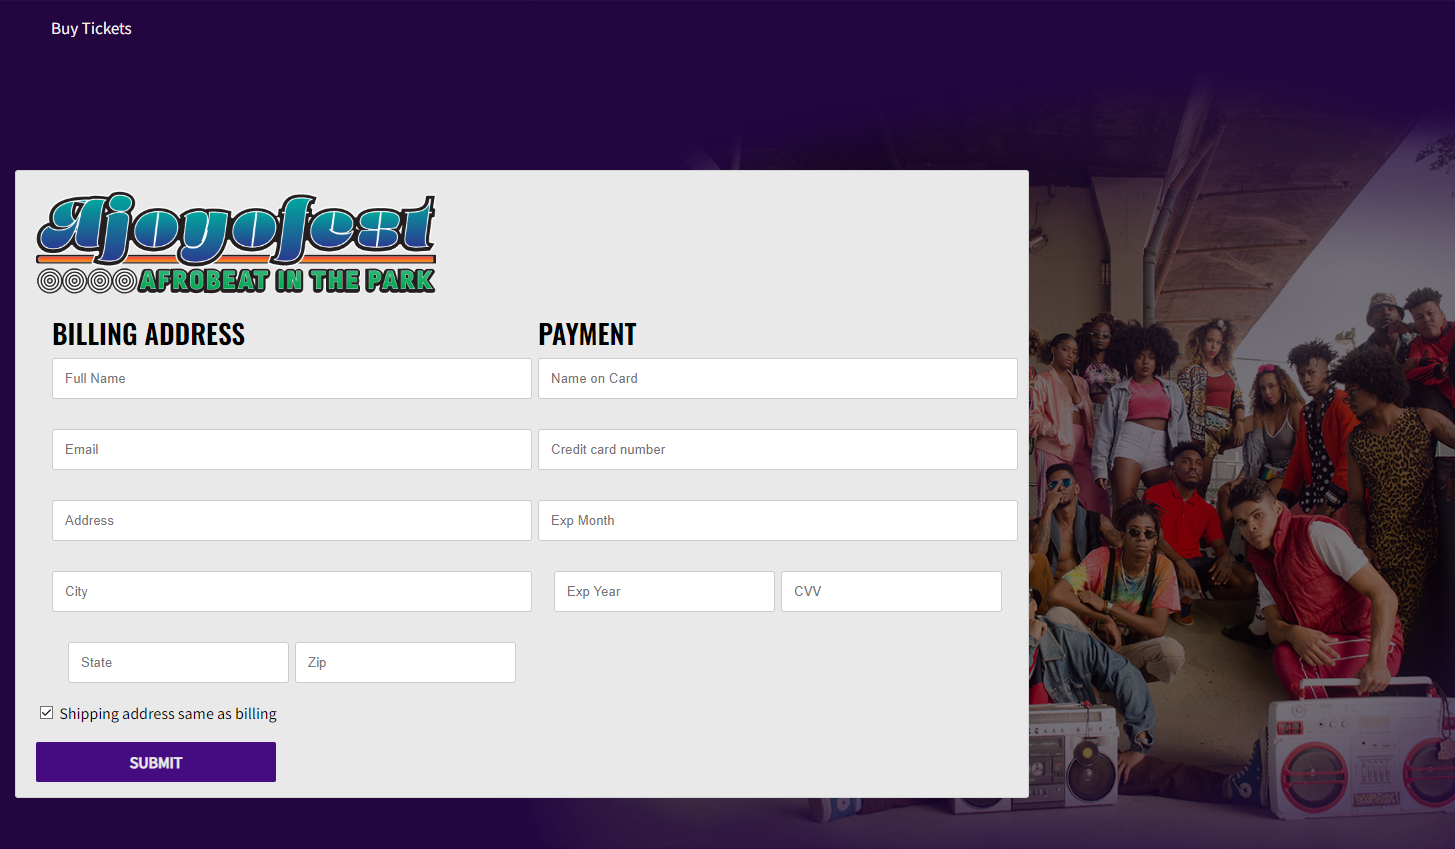 Buy Tickets
Ajoyofest
AFROBEAT IN THE PARK
BILLING ADDRESS
Full Name
Email
Address
City
State
Zip
PAYMENT
Name on Card
Credit card number
Exp Month
Exp Year
CVV
Shipping address same as billing
SUBMIT